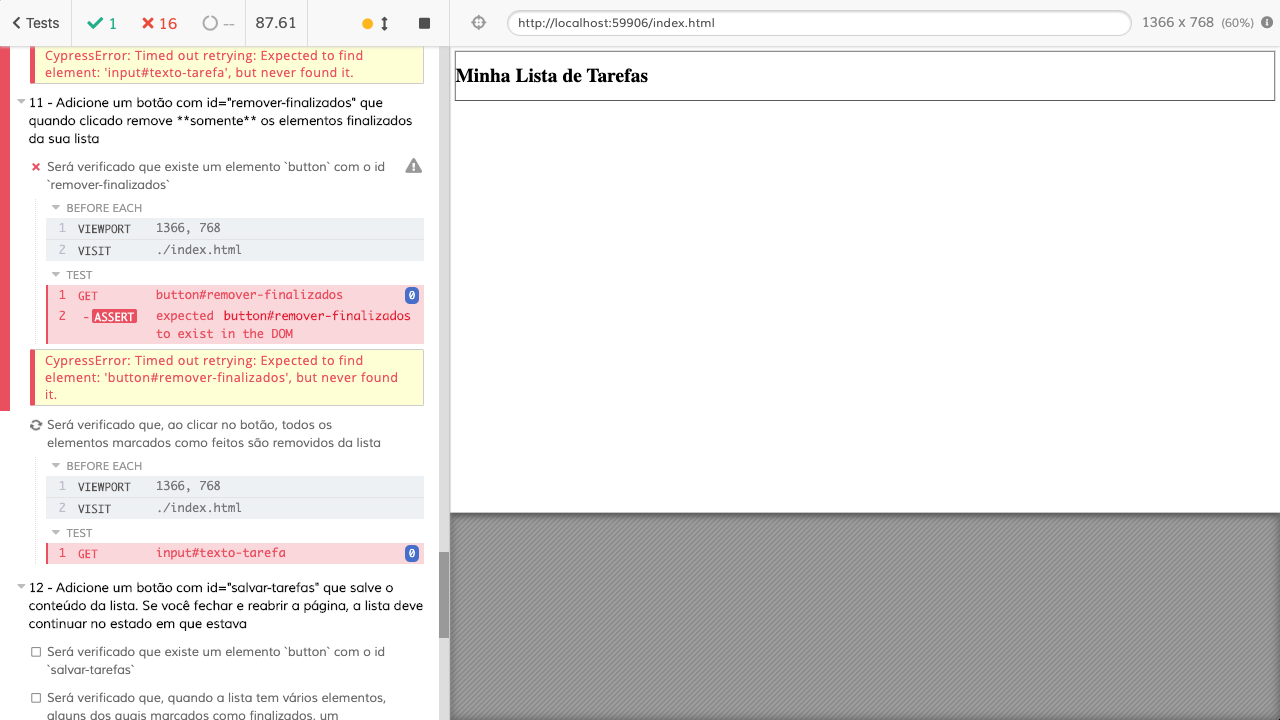 Tests 1 16 -- 87.61
http://localhost:59906/index.html 1366 x 768 (60%)
CypressError: Timed out retrying: Expected to find
element: 'input#texto-tarefa', but never found it.
11 - Adicione um botão com id="remover-finalizados" que
quando clicado remove **somente** os elementos finalizados
da sua lista
Será verificado que existe um elemento `button` com o id
`remover-finalizados`
BEFORE EACH
1 VIEWPORT 1366, 768
2 VISIT ./index.html
TEST
1 GET button#remover-finalizados 0
2 -ASSERT expected button#remover-finalizados
to exist in the DOM
CypressError: Timed out retrying: Expected to find
element: 'button#remover-finalizados', but never found
it.
Será verificado que, ao clicar no botão, todos os
elementos marcados como feitos são removidos da lista
BEFORE EACH
1 VIEWPORT 1366, 768
2 VISIT ./index.html
TEST
1 GET input#texto-tarefa 0
12 - Adicione um botão com id="salvar-tarefas" que salve o
conteúdo da lista. Se você fechar e reabrir a página, a lista deve
continuar no estado em que estava
Será verificado que existe um elemento `button` com o id
`salvar-tarefas`
Será verificado que, quando a lista tem vários elementos,
alguns dos quais marcados como finalizados, um
Minha Lista de Tarefas